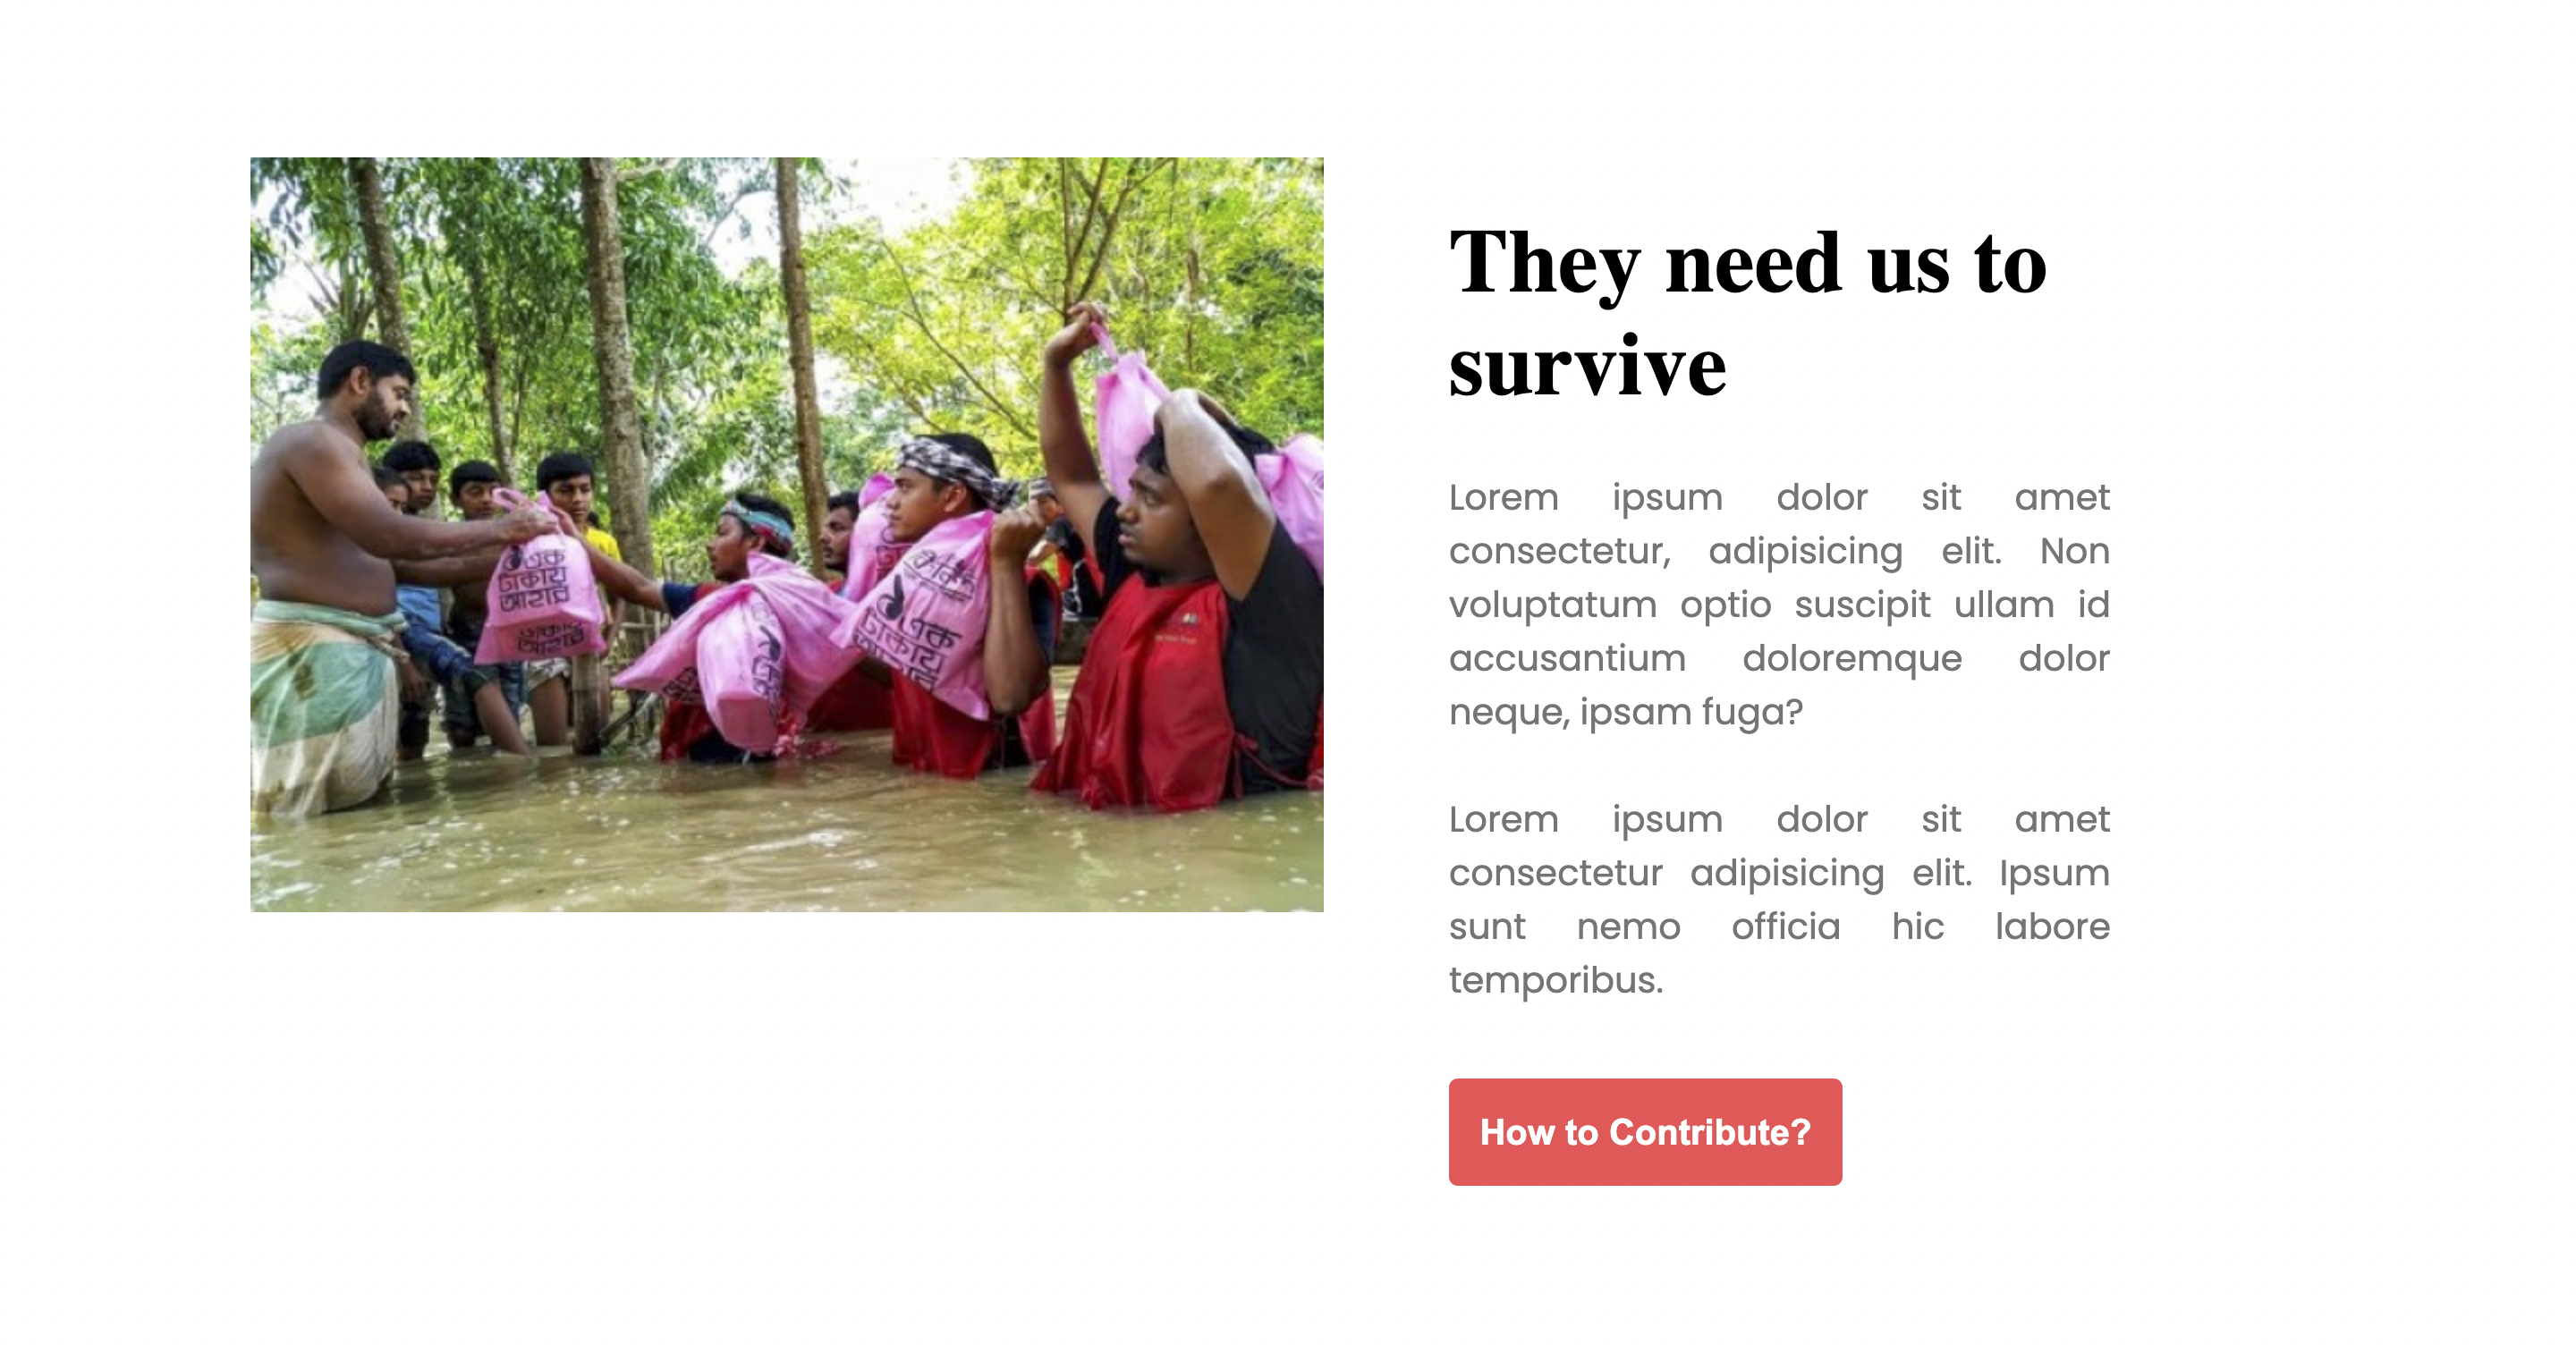 They need us to
survive
Lorem ipsum dolor sit amet
consectetur, adipisicing elit. Non
voluptatum optio suscipit ullam id
accusantium doloremque dolor
neque, ipsam fuga?
Lorem ipsum dolor sit amet
consectetur adipisicing elit. Ipsum
sunt nemo officia hic labore
temporibus.
How to Contribute?
এক
টাকায়
আহার
টাকায়
আহার
এক
টাকায়